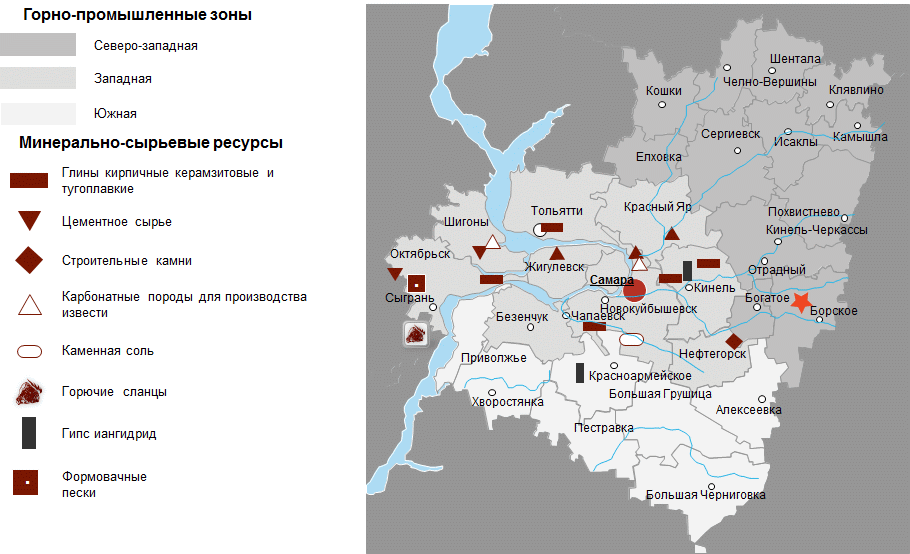 Горно-промышленные зоны
Северо-западная
Западная
Южная
Минерально-сырьевые ресурсы
Глины кирпичные керамзитовые и
тугоплавкие
Цементное сырье
Строительные камни
Карбонатные породы для производства
извести
Каменная соль
Горючие сланцы
Гипс иангидрид
Формовачные
пески
Шентала
Челно-Вершины
Кошки
Клявлино
Сергиевск
Исаклы
Камышла
Елховка
Красный Яр
Тольятти
Похвистнево
Шигоны
Кинель-Черкассы
Октябрьск
Жигулевск
Отрадный
Самара
Кинель
Сыгрань
Богатое
Новокуйбышевск
Борское
Безенчук
Чапаевск
Нефтегорск
Приволжье
Красноармейское
Большая Грушица
Хворостянка
Алексеевка
Пестравка
Большая Черниговка